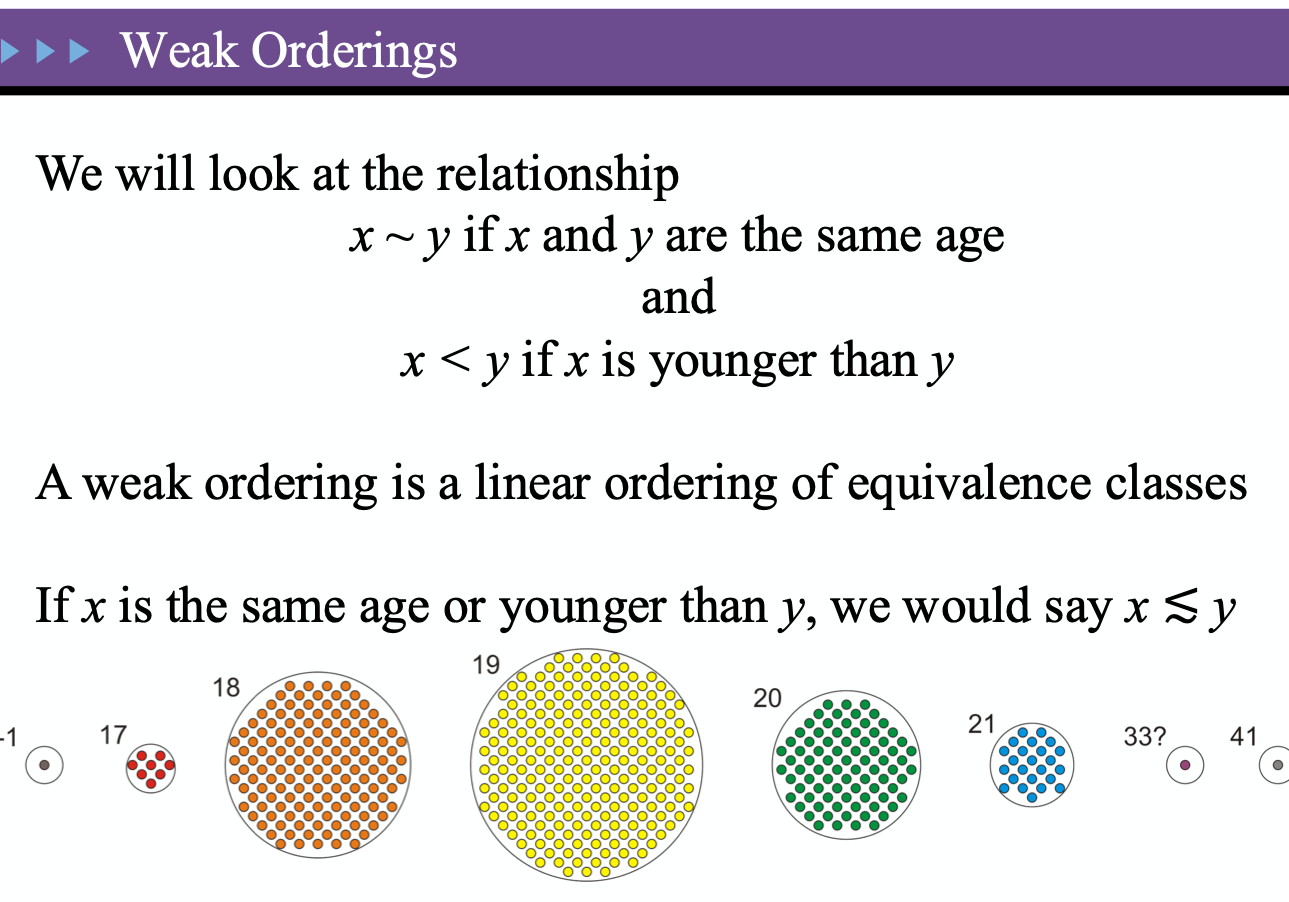 Weak Orderings
We will look at the relationship
x ~ y if x and y are the same age
and
x < y if x is younger than y
A weak ordering is a linear ordering of equivalence classes
If x is the same age or younger than y, we would say x ≲ y
-1
17
18
19
20
21
33?
41